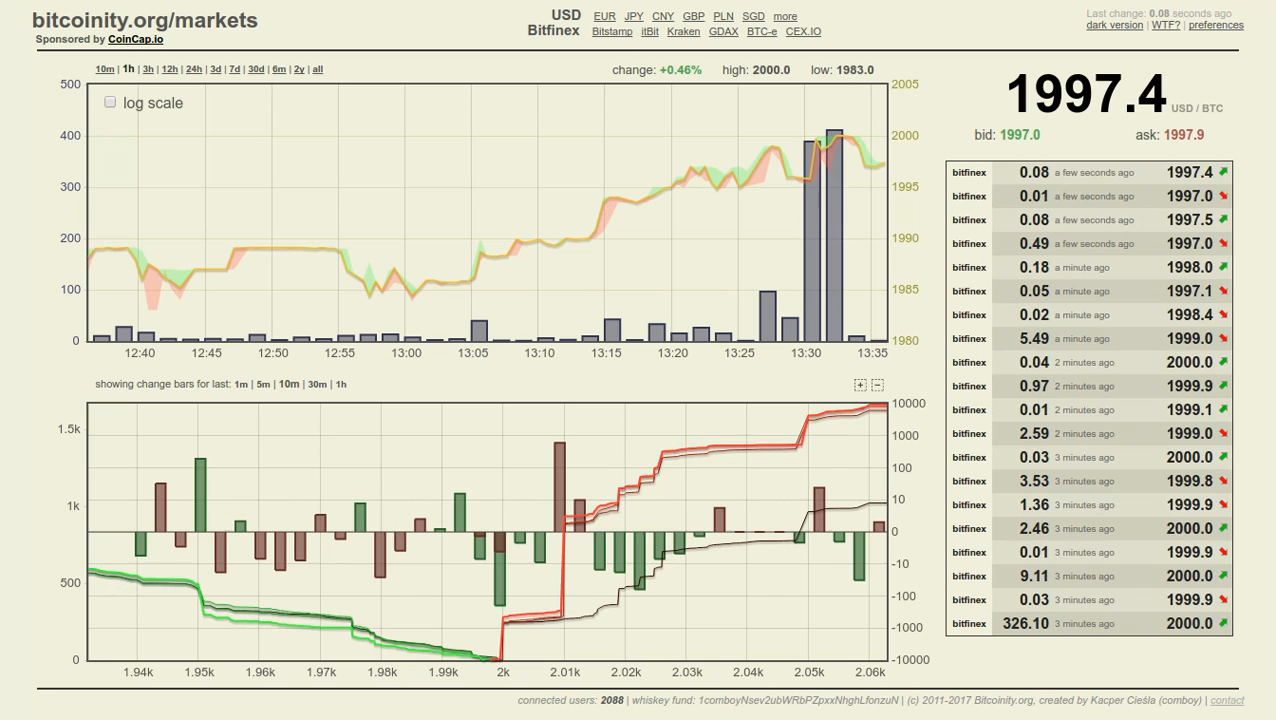 bitcoinity.org/markets
Sponsored by CoinCap.io
USD EUR JPY CNY GBP PLN SGD more
Bitfinex Bitstamp itBit Kraken GDAX BTC-e CEX.IO
Last change: 0.08 seconds ago
dark version | WTF? | preferences
10m | 1h | 3h | 12h | 24h | 3d | 7d | 30d | 6m | 2y | all
change: +0.46% high: 2000.0 low: 1983.0
log scale
500
400
300
200
100
0
2005
2000
1995
1990
1985
1980
12:40 12:45 12:50 12:55 13:00 13:05 13:10 13:15 13:20 13:25 13:30 13:35
showing change bars for last: 1m | 5m | 10m | 30m | 1h
+ −
1.5k
1k
500
0
10000
1000
100
10
0
-10
-100
-1000
-10000
1.94k 1.95k 1.96k 1.97k 1.98k 1.99k 2k 2.01k 2.02k 2.03k 2.04k 2.05k 2.06k
1997.4 USD / BTC
bid: 1997.0 ask: 1997.9
bitfinex 0.08 a few seconds ago 1997.4
bitfinex 0.01 a few seconds ago 1997.0
bitfinex 0.08 a few seconds ago 1997.5
bitfinex 0.49 a few seconds ago 1997.0
bitfinex 0.18 a minute ago 1998.0
bitfinex 0.05 a minute ago 1997.1
bitfinex 0.02 a minute ago 1998.4
bitfinex 5.49 a minute ago 1999.0
bitfinex 0.04 2 minutes ago 2000.0
bitfinex 0.97 2 minutes ago 1999.9
bitfinex 0.01 2 minutes ago 1999.1
bitfinex 2.59 2 minutes ago 1999.0
bitfinex 0.03 3 minutes ago 2000.0
bitfinex 3.53 3 minutes ago 1999.8
bitfinex 1.36 3 minutes ago 1999.9
bitfinex 2.46 3 minutes ago 2000.0
bitfinex 0.01 3 minutes ago 1999.9
bitfinex 9.11 3 minutes ago 2000.0
bitfinex 0.03 3 minutes ago 1999.9
bitfinex 326.10 3 minutes ago 2000.0
connected users: 2088 | whiskey fund: 1comboyNsev2ubWRbPZpxxNhghLfonzuN | (c) 2011-2017 Bitcoinity.org, created by Kacper Cieśla (comboy) | contact